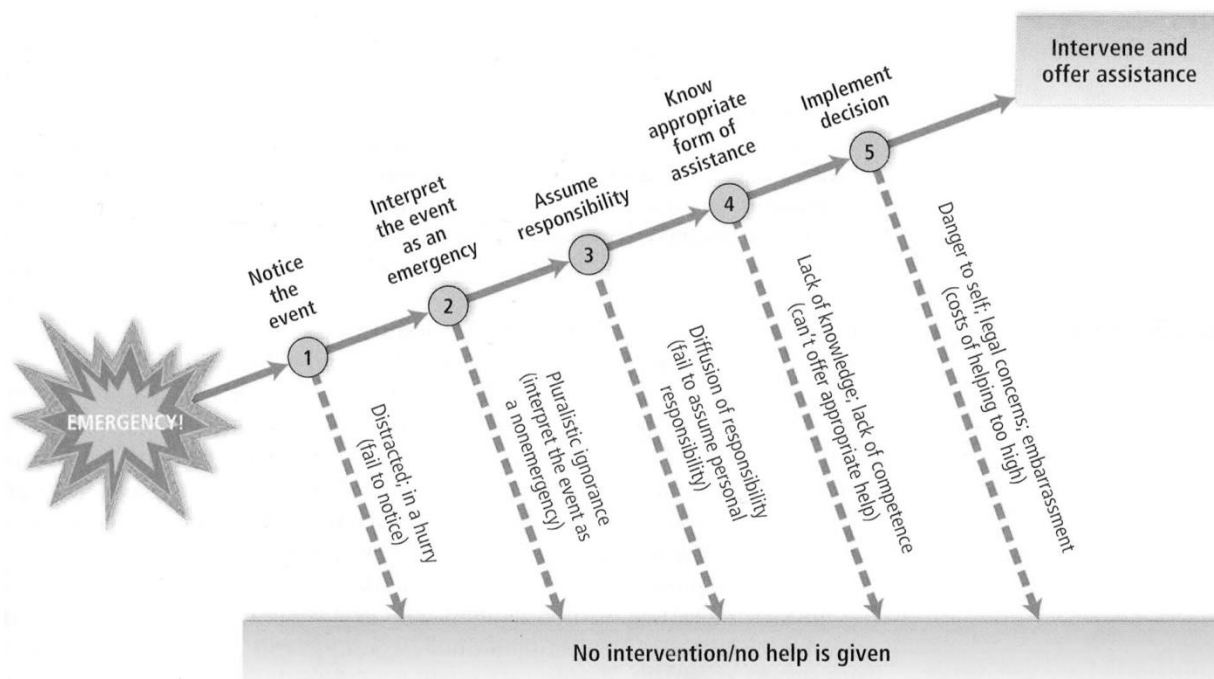 Intervene and
offer assistance
Implement
decision
Know
appropriate
form of
assistance
Assume
responsibility
Interpret
the event
as an
emergency
Notice
the
event
EMERGENCY!
1
2
3
4
5
Distracted; in a hurry
(fail to notice)
Pluralistic ignorance
(interpret the event as
a nonemergency)
Diffusion of responsibility
(fail to assume personal
responsibility)
Lack of knowledge; lack of competence
(can't offer appropriate help)
Danger to self; legal concerns; embarrassment
(costs of helping too high)
No intervention/no help is given